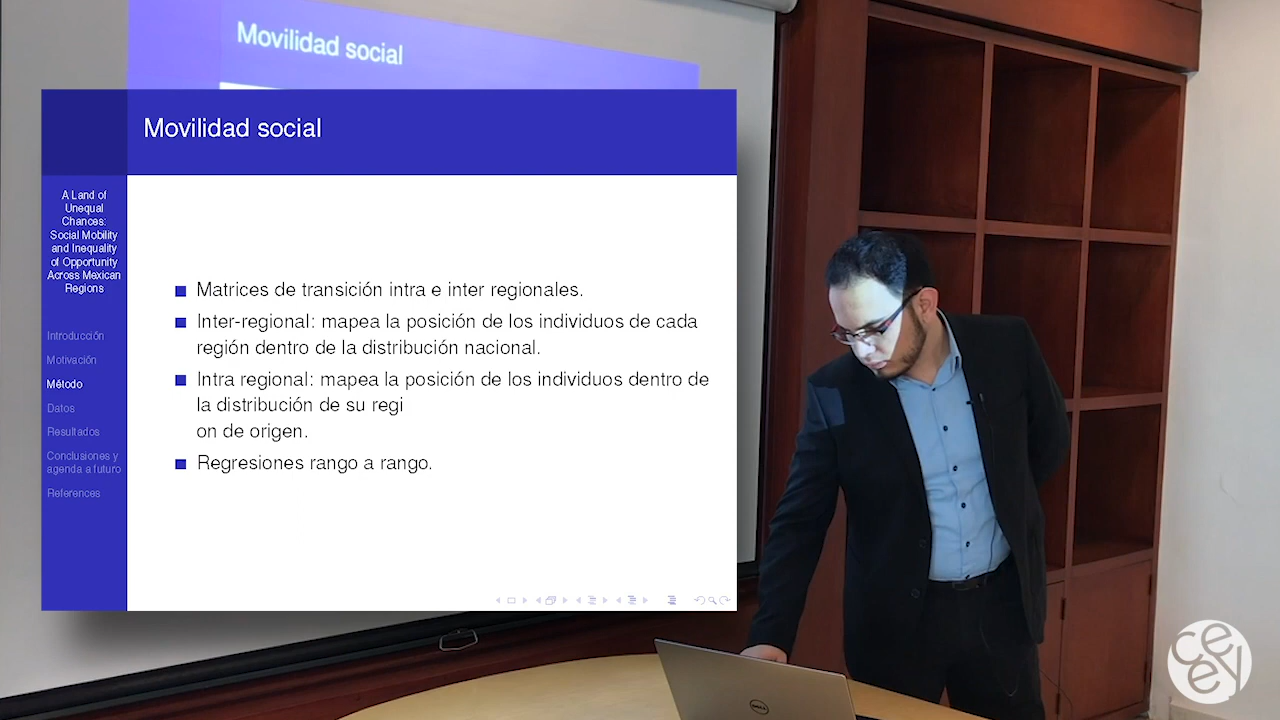 Movilidad social
Movilidad social
A Land of
Unequal
Chances:
Social Mobility
and Inequality
of Opportunity
Across Mexican
Regions
Introducción
Motivación
Método
Datos
Resultados
Conclusiones y
agenda a futuro
References
Matrices de transición intra e inter regionales.
Inter-regional: mapea la posición de los individuos de cada
región dentro de la distribución nacional.
Intra regional: mapea la posición de los individuos dentro de
la distribución de su regi
on de origen.
Regresiones rango a rango.
DELL
ceey